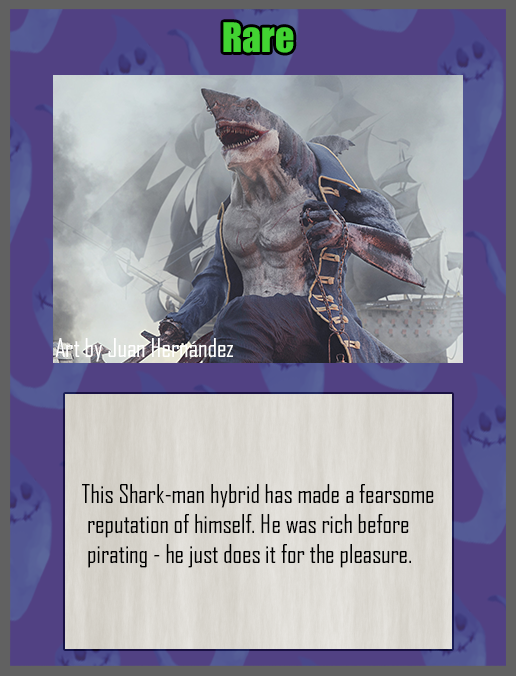 Rare
Art by Juan Hernández
This Shark-man hybrid has made a fearsome
reputation of himself. He was rich before
pirating - he just does it for the pleasure.